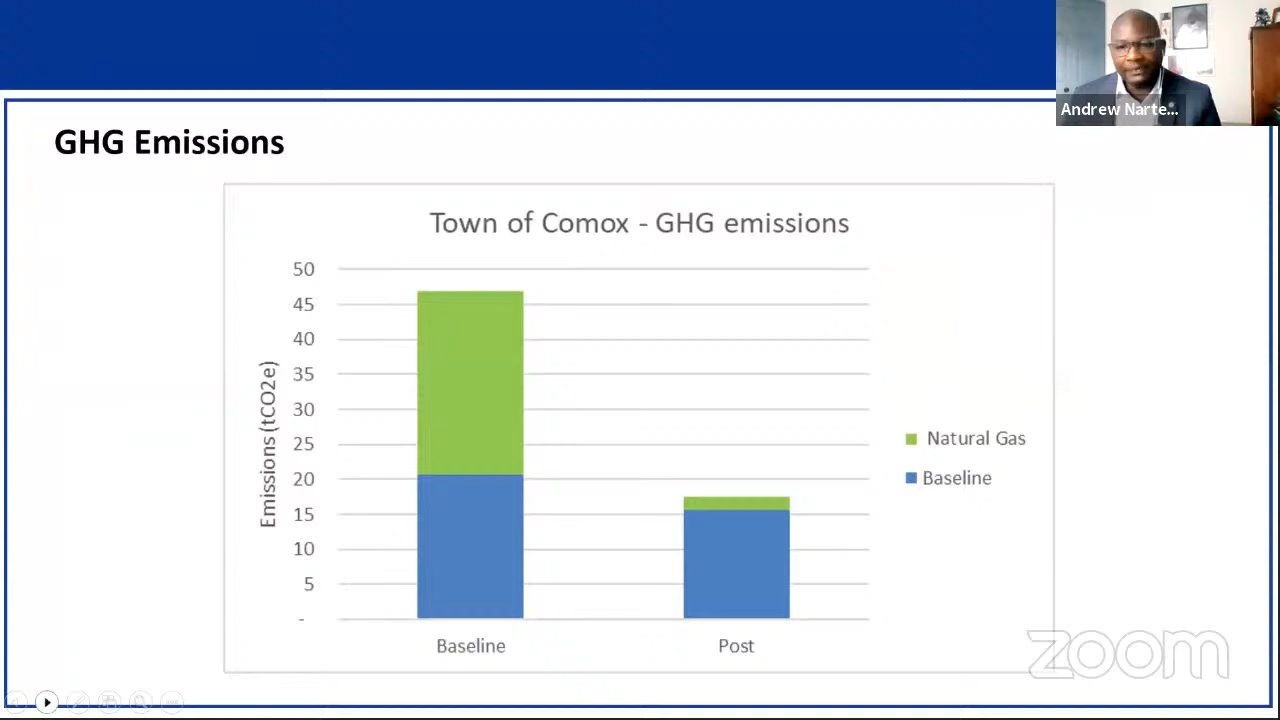 Andrew Narte...
GHG Emissions
Town of Comox - GHG emissions
Emissions (tCO2e)
50
45
40
35
30
25
20
15
10
5
-
Baseline
Post
Natural Gas
Baseline
zoom